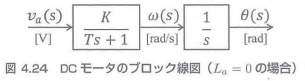 v_a(s) K/(Ts + 1) ω(s) 1/s θ(s)
[V] [rad/s] [rad]
図 4.24 DC モータのブロック線図（L_a = 0 の場合）